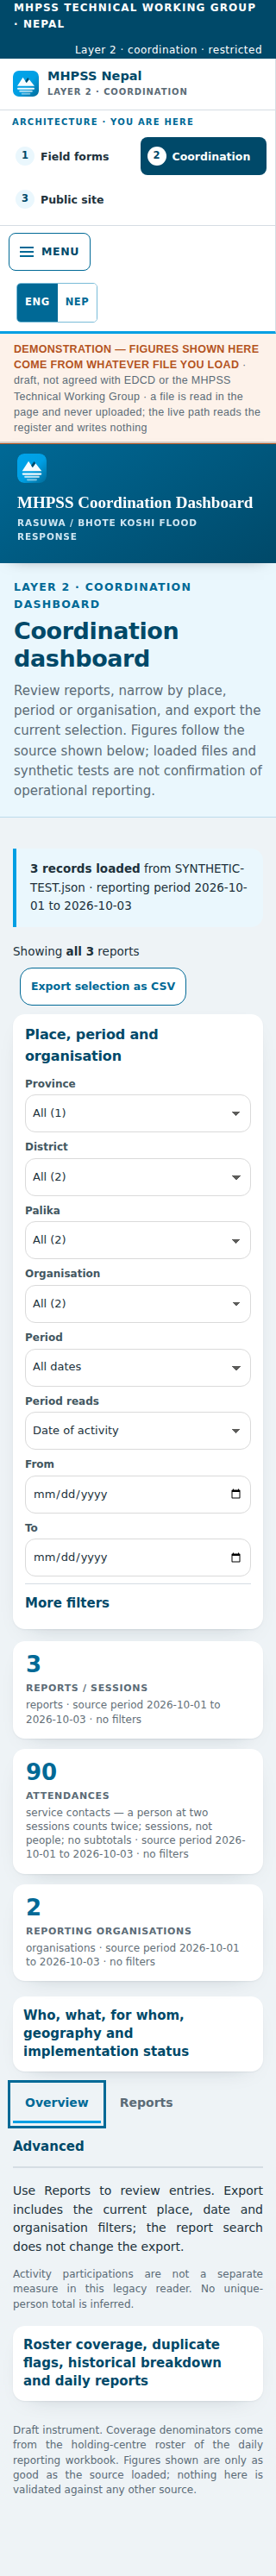 MHPSS TECHNICAL WORKING GROUP
· NEPAL
Layer 2 · coordination · restricted
MHPSS Nepal
LAYER 2 · COORDINATION
ARCHITECTURE · YOU ARE HERE
1 Field forms
2 Coordination
3 Public site
MENU
ENG NEP
DEMONSTRATION — FIGURES SHOWN HERE
COME FROM WHATEVER FILE YOU LOAD ·
draft, not agreed with EDCD or the MHPSS
Technical Working Group · a file is read in the
page and never uploaded; the live path reads the
register and writes nothing
MHPSS Coordination Dashboard
RASUWA / BHOTE KOSHI FLOOD
RESPONSE
LAYER 2 · COORDINATION
DASHBOARD
Coordination
dashboard
Review reports, narrow by place,
period or organisation, and export the
current selection. Figures follow the
source shown below; loaded files and
synthetic tests are not confirmation of
operational reporting.
3 records loaded from SYNTHETIC-
TEST.json · reporting period 2026-10-
01 to 2026-10-03
Showing all 3 reports
Export selection as CSV
Place, period and
organisation
Province
All (1)
District
All (2)
Palika
All (2)
Organisation
All (2)
Period
All dates
Period reads
Date of activity
From
mm/dd/yyyy
To
mm/dd/yyyy
More filters
3
REPORTS / SESSIONS
reports · source period 2026-10-01 to
2026-10-03 · no filters
90
ATTENDANCES
service contacts — a person at two
sessions counts twice; sessions, not
people; no subtotals · source period 2026-
10-01 to 2026-10-03 · no filters
2
REPORTING ORGANISATIONS
organisations · source period 2026-10-01
to 2026-10-03 · no filters
Who, what, for whom,
geography and
implementation status
Overview Reports
Advanced
Use Reports to review entries. Export
includes the current place, date and
organisation filters; the report search
does not change the export.
Activity participations are not a separate
measure in this legacy reader. No unique-
person total is inferred.
Roster coverage, duplicate
flags, historical breakdown
and daily reports
Draft instrument. Coverage denominators come
from the holding-centre roster of the daily
reporting workbook. Figures shown are only as
good as the source loaded; nothing here is
validated against any other source.